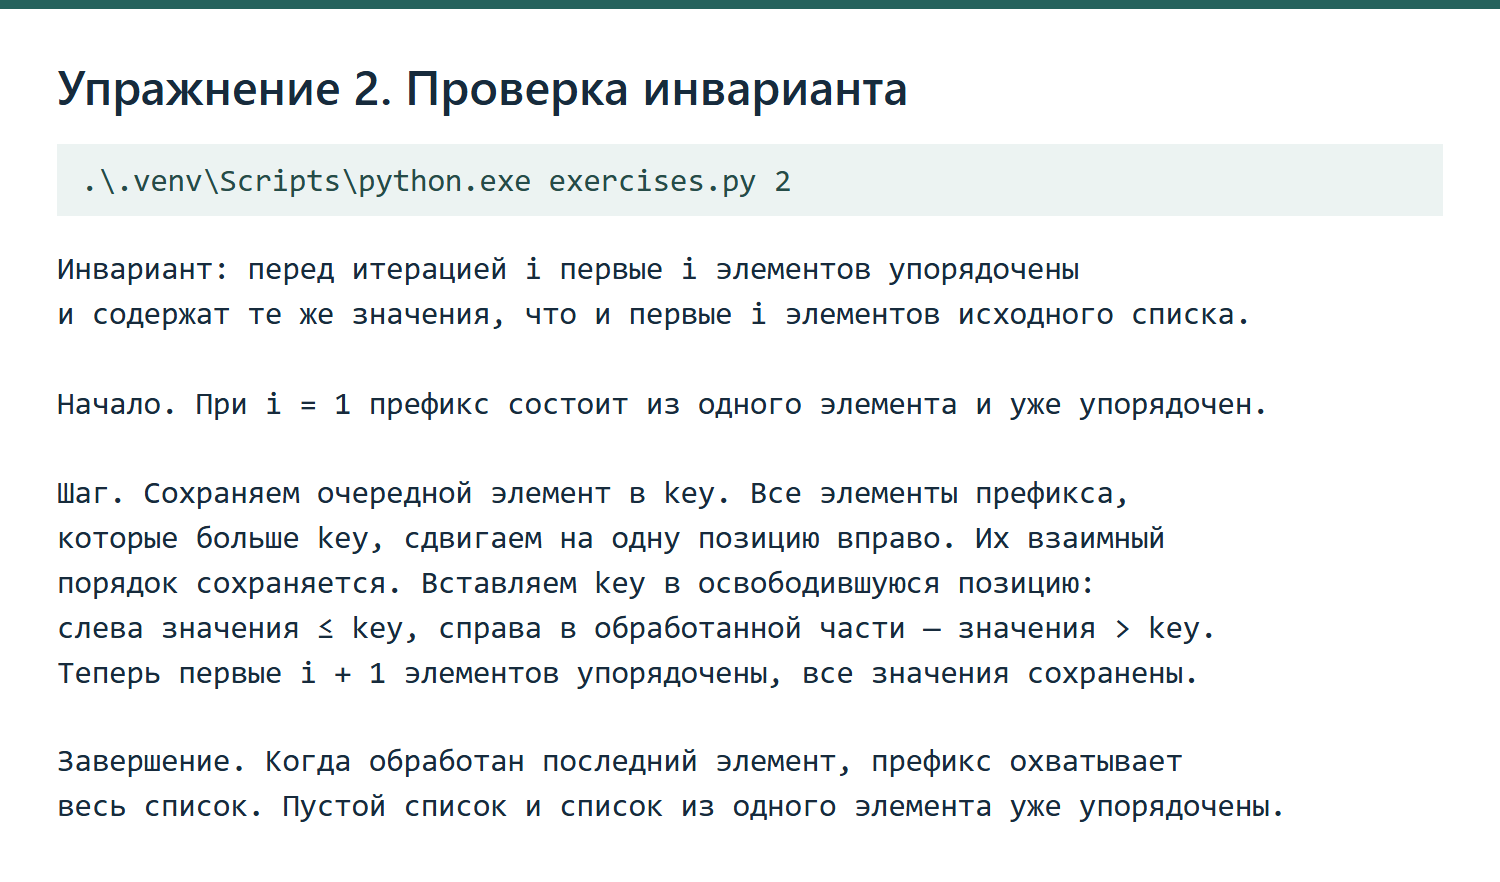 Упражнение 2. Проверка инварианта
.\.venv\Scripts\python.exe exercises.py 2
Инвариант: перед итерацией i первые i элементов упорядочены
и содержат те же значения, что и первые i элементов исходного списка.
Начало. При i = 1 префикс состоит из одного элемента и уже упорядочен.
Шаг. Сохраняем очередной элемент в key. Все элементы префикса,
которые больше key, сдвигаем на одну позицию вправо. Их взаимный
порядок сохраняется. Вставляем key в освободившуюся позицию:
слева значения ≤ key, справа в обработанной части — значения > key.
Теперь первые i + 1 элементов упорядочены, все значения сохранены.
Завершение. Когда обработан последний элемент, префикс охватывает
весь список. Пустой список и список из одного элемента уже упорядочены.